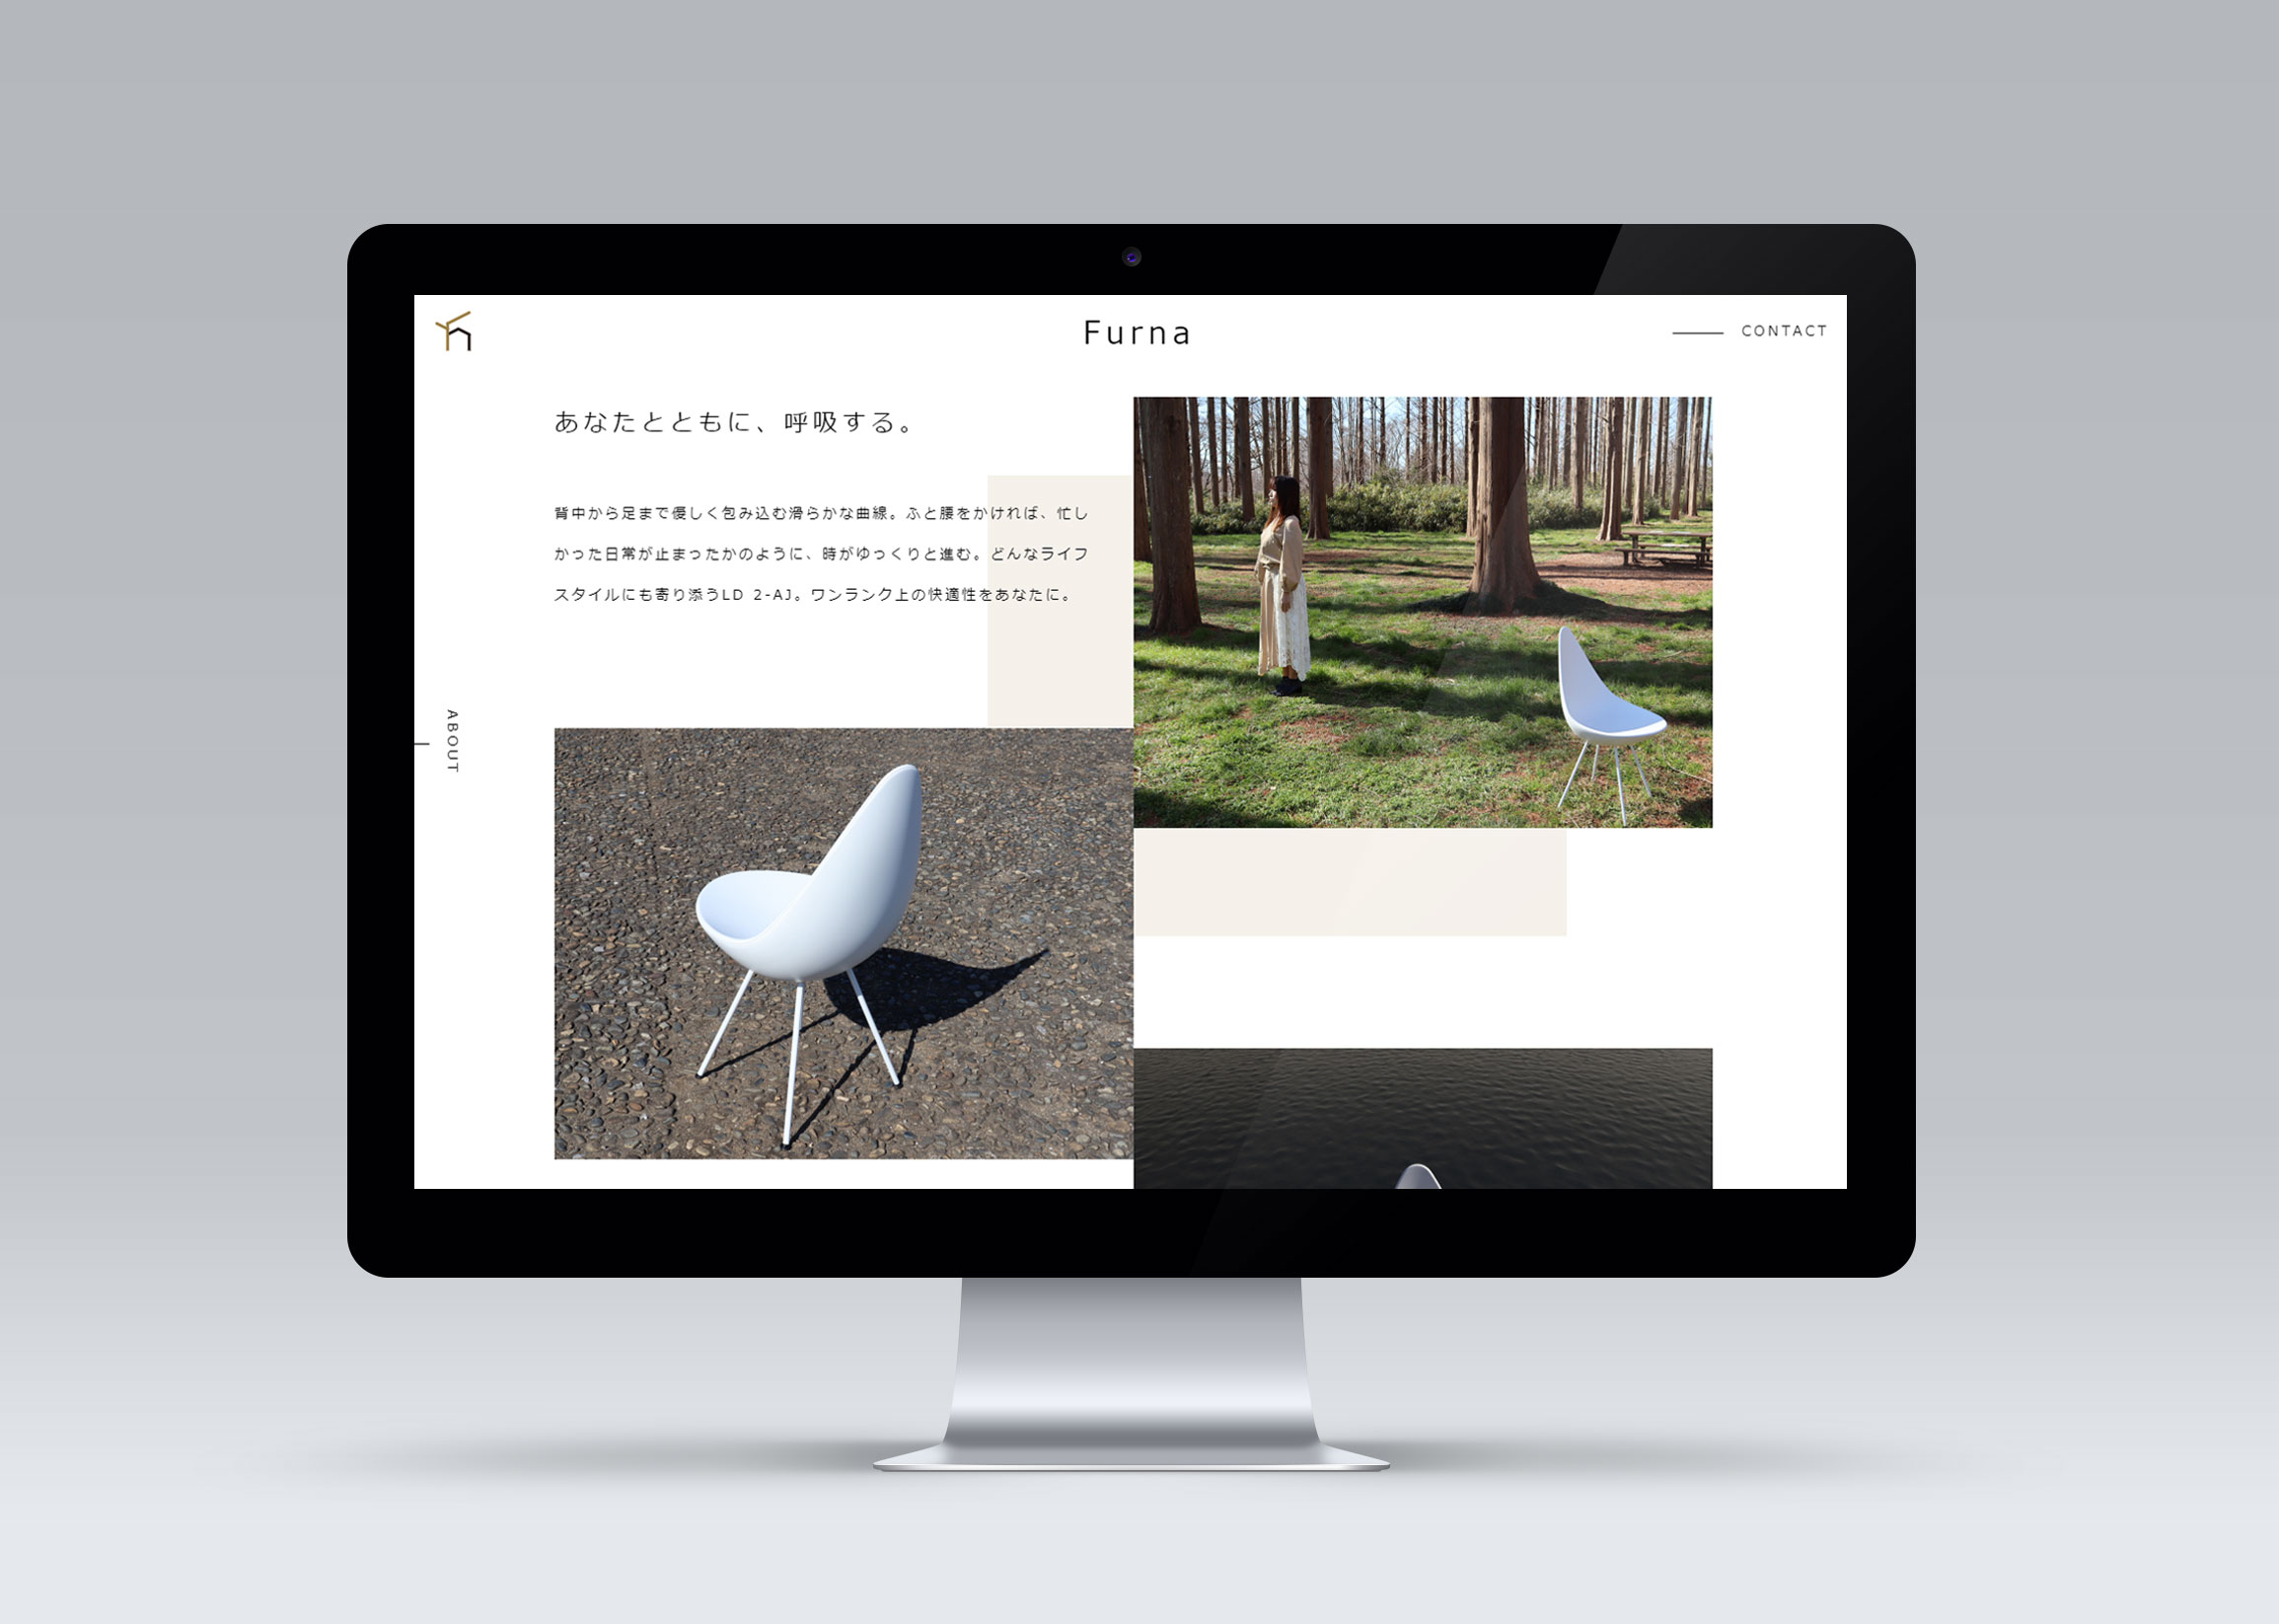 Furna
CONTACT
あなたとともに、呼吸する。
背中から足まで優しく包み込む滑らかな曲線。ふと腰をかければ、忙し
かった日常が止まったかのように、時がゆっくりと進む。どんなライフ
スタイルにも寄り添うLD 2-AJ。ワンランク上の快適性をあなたに。
ABOUT